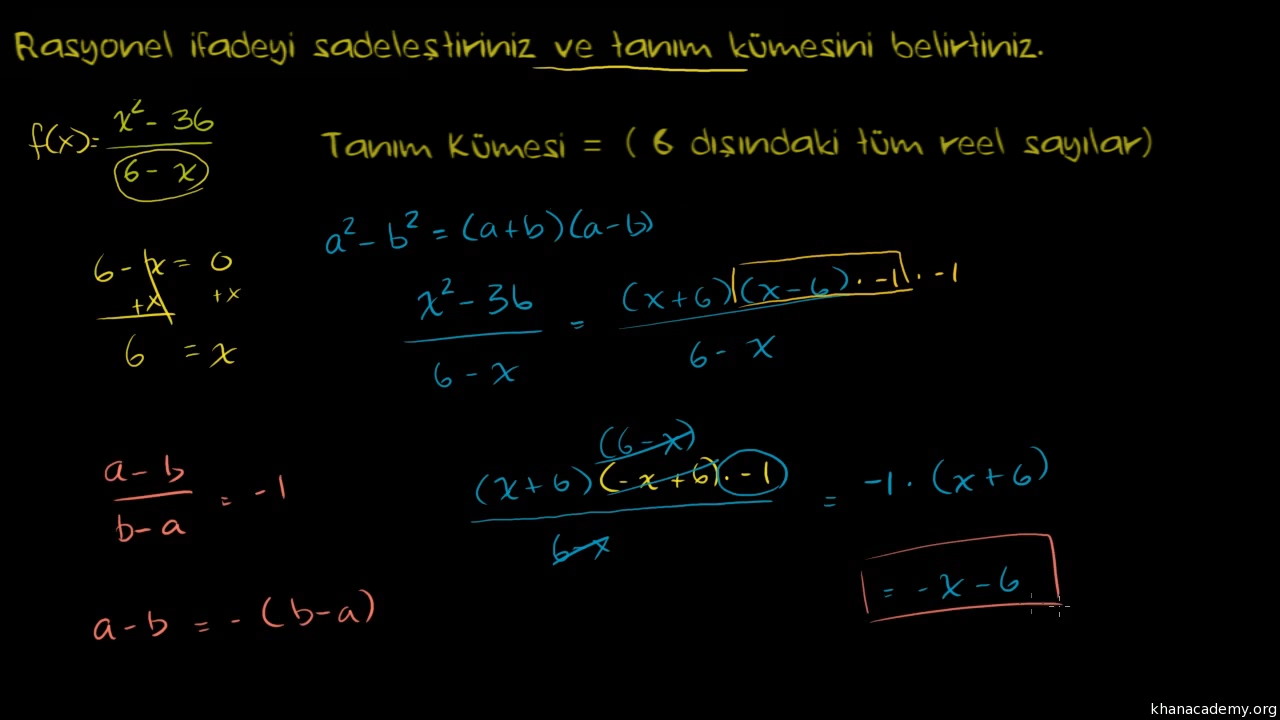 Rasyonel ifadeyi sadeleştiriniz ve tanım kümesini belirtiniz.
f(x)= x² - 36 / 6 - x
Tanım Kümesi = ( 6 dışındaki tüm reel sayılar)
6 - x = 0
+x +x
6 = x
a² - b² = (a+b)(a-b)
x² - 36 / 6 - x = (x+6)(x-6) · -1 · -1 / 6 - x
(6-x)
(x+6)(-x+6) · -1 / 6-x = -1 · (x+6)
= -x - 6
a - b / b - a = -1
a - b = -(b-a)
khanacademy.org